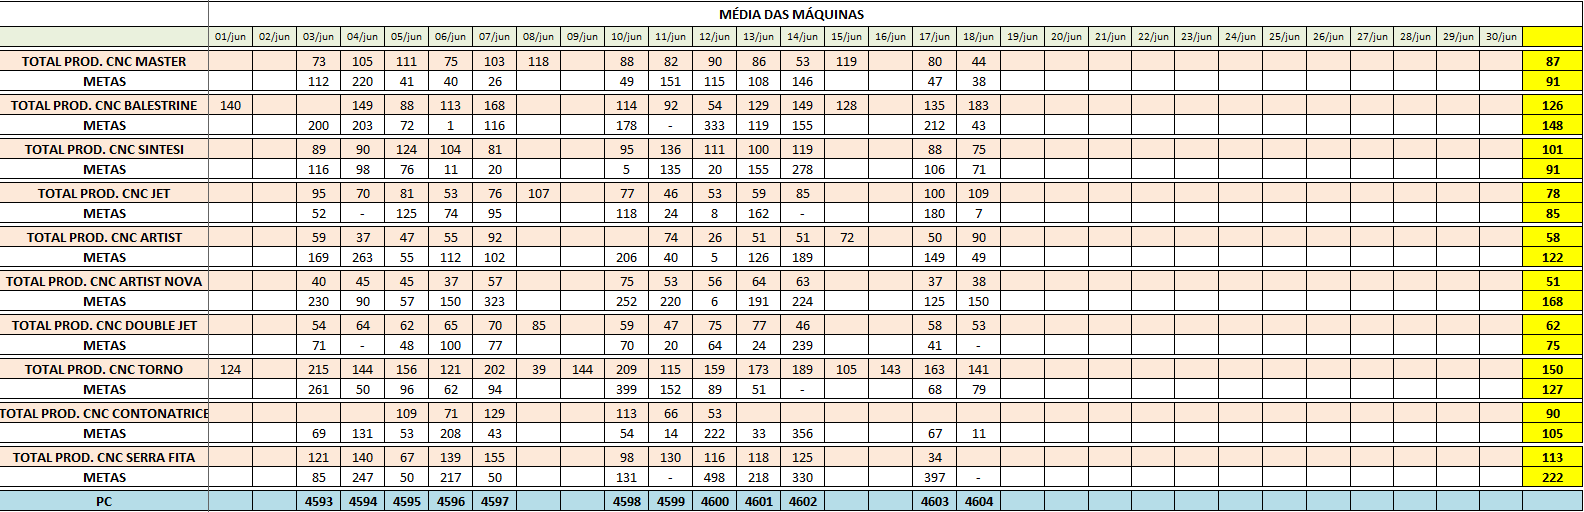 MÉDIA DAS MÁQUINAS
01/jun 02/jun 03/jun 04/jun 05/jun 06/jun 07/jun 08/jun 09/jun 10/jun 11/jun 12/jun 13/jun 14/jun 15/jun 16/jun 17/jun 18/jun 19/jun 20/jun 21/jun 22/jun 23/jun 24/jun 25/jun 26/jun 27/jun 28/jun 29/jun 30/jun
TOTAL PROD. CNC MASTER 73 105 111 75 103 118 88 82 90 86 53 119 80 44 87
METAS 112 220 41 40 26 49 151 115 108 146 47 38 91
TOTAL PROD. CNC BALESTRINE 140 149 88 113 168 114 92 54 129 149 128 135 183 126
METAS 200 203 72 1 116 178 - 333 119 155 212 43 148
TOTAL PROD. CNC SINTESI 89 90 124 104 81 95 136 111 100 119 88 75 101
METAS 116 98 76 11 20 5 135 20 155 278 106 71 91
TOTAL PROD. CNC JET 95 70 81 53 76 107 77 46 53 59 85 100 109 78
METAS 52 - 125 74 95 118 24 8 162 - 180 7 85
TOTAL PROD. CNC ARTIST 59 37 47 55 92 74 26 51 51 72 50 90 58
METAS 169 263 55 112 102 206 40 5 126 189 149 49 122
TOTAL PROD. CNC ARTIST NOVA 40 45 45 37 57 75 53 56 64 63 37 38 51
METAS 230 90 57 150 323 252 220 6 191 224 125 150 168
TOTAL PROD. CNC DOUBLE JET 54 64 62 65 70 85 59 47 75 77 46 58 53 62
METAS 71 - 48 100 77 70 20 64 24 239 41 - 75
TOTAL PROD. CNC TORNO 124 215 144 156 121 202 39 144 209 115 159 173 189 105 143 163 141 150
METAS 261 50 96 62 94 399 152 89 51 - 68 79 127
TOTAL PROD. CNC CONTONATRICE 109 71 129 113 66 53 90
METAS 69 131 53 208 43 54 14 222 33 356 67 11 105
TOTAL PROD. CNC SERRA FITA 121 140 67 139 155 98 130 116 118 125 34 113
METAS 85 247 50 217 50 131 - 498 218 330 397 - 222
PC 4593 4594 4595 4596 4597 4598 4599 4600 4601 4602 4603 4604